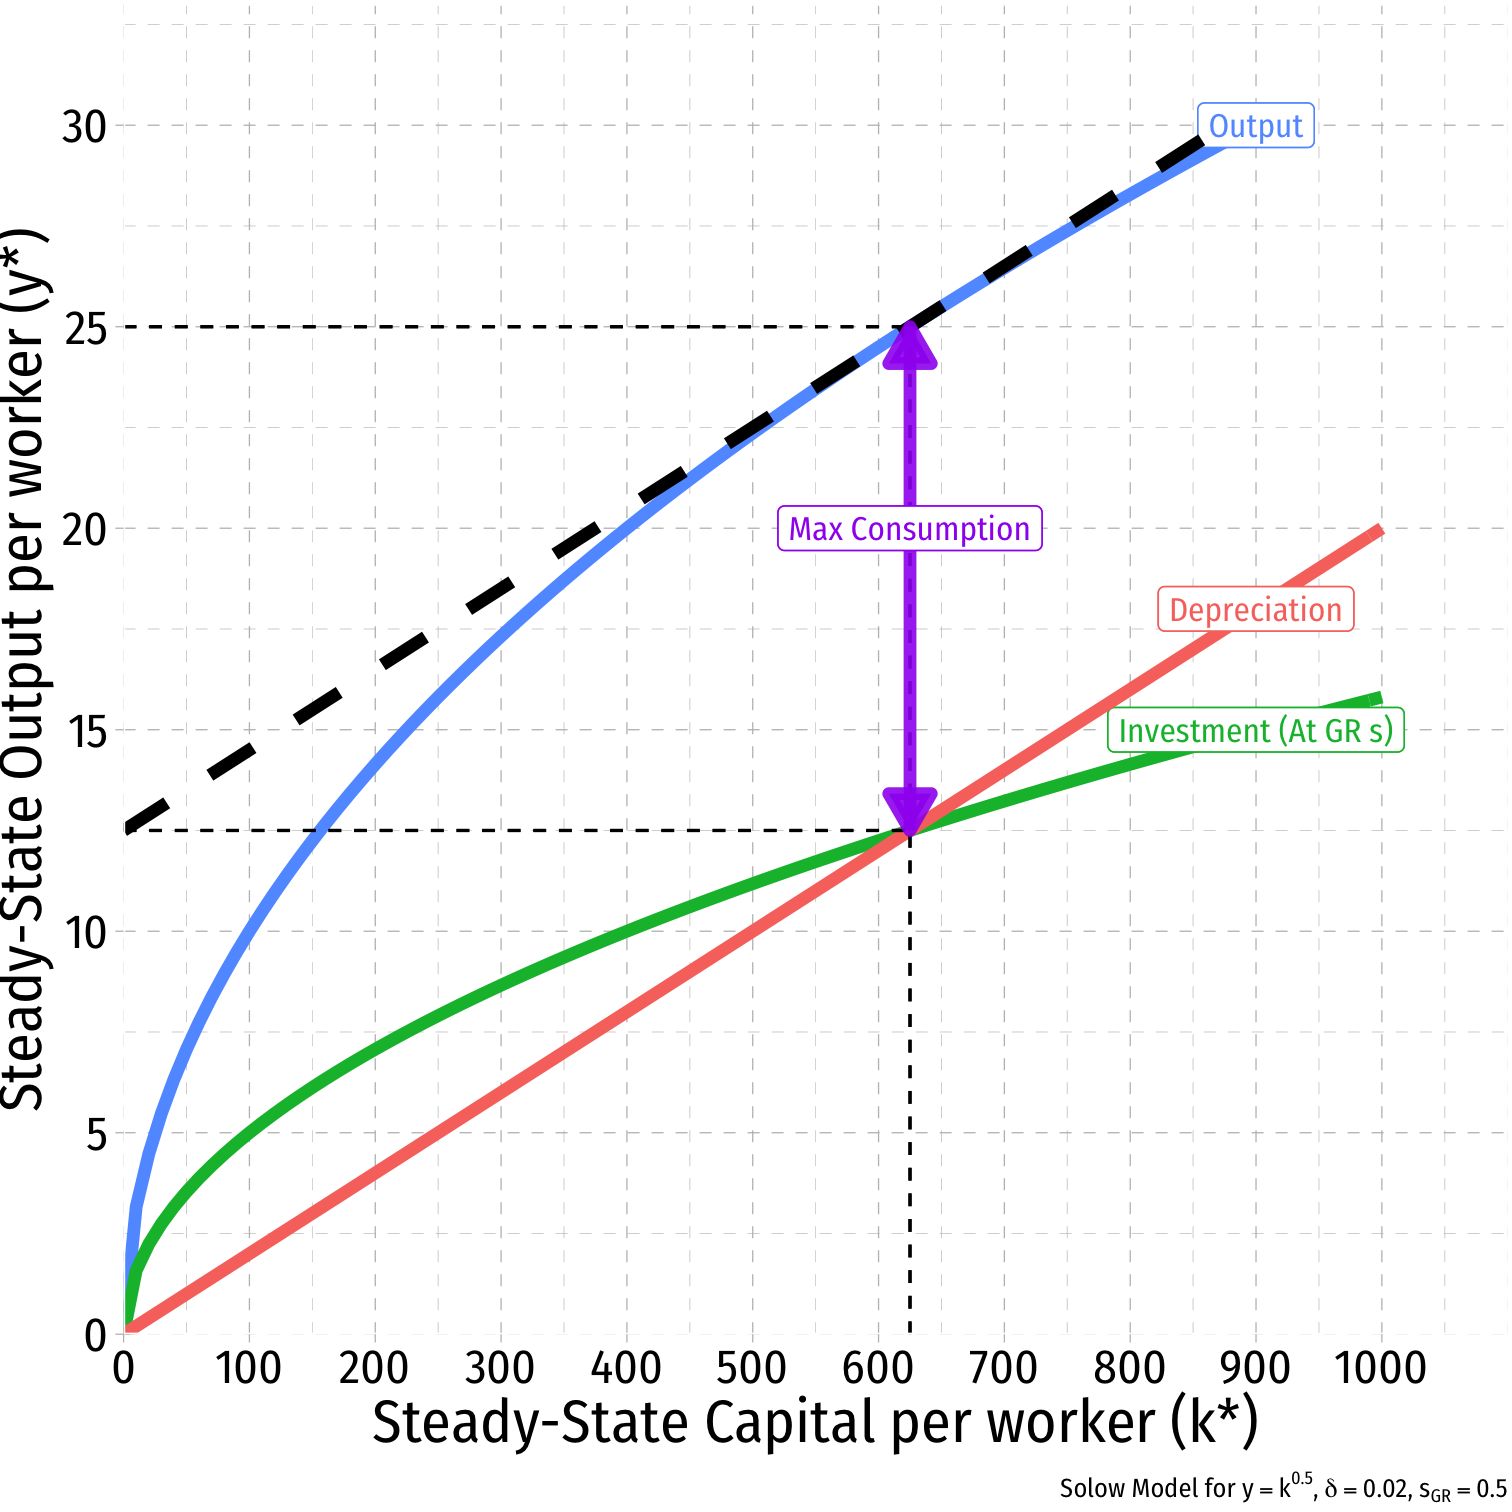 Steady-State Output per worker (y*)
30
25
20
15
10
5
0
Output
Max Consumption
Depreciation
Investment (At GR s)
0 100 200 300 400 500 600 700 800 900 1000
Steady-State Capital per worker (k*)
Solow Model for y = k^0.5, δ = 0.02, s_GR = 0.5